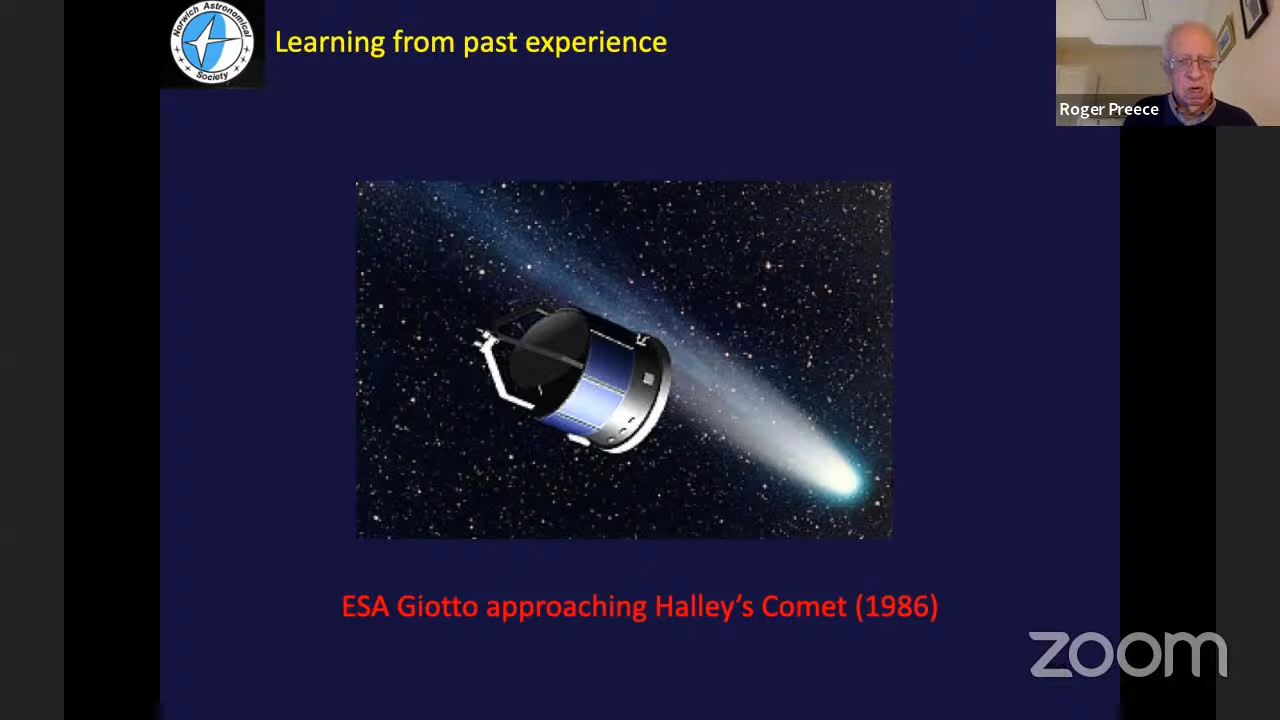 Norwich Astronomical
Society
Learning from past experience
Roger Preece
ESA Giotto approaching Halley’s Comet (1986)
zoom